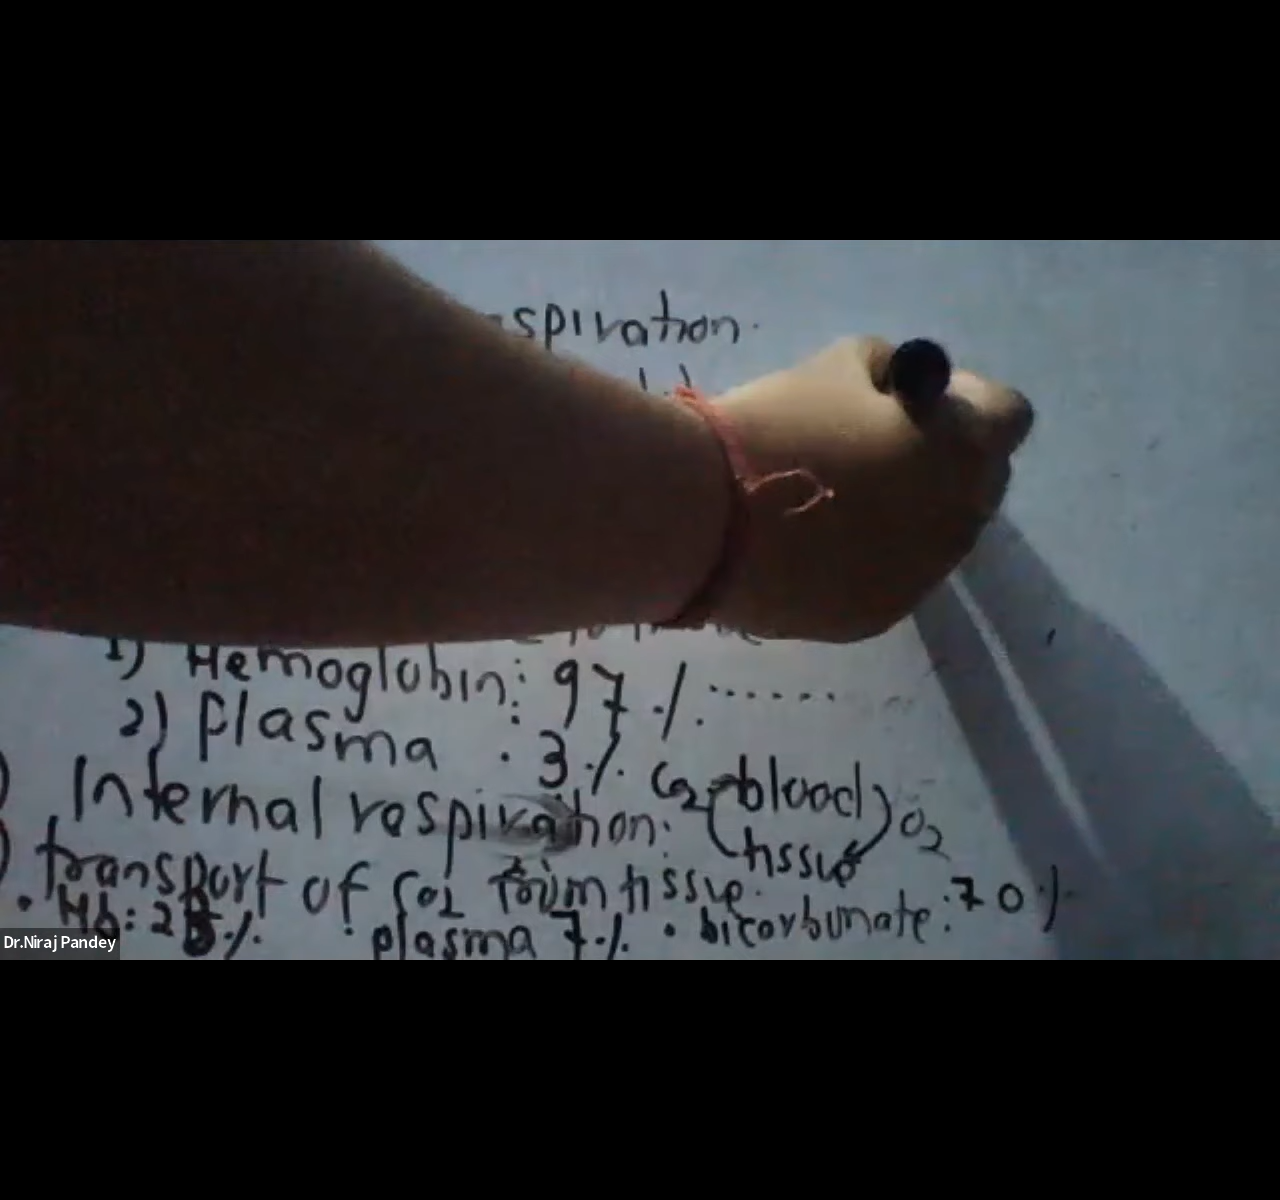 spiration.
1) Hemoglobin: 97 %.......
2) Plasma . 3 %.
Internal respiration: CO2 blood O2
tissue
transport of CO2 from tissue.
• Hb: 23 % • plasma 7 % • bicarbonate: 70 %
Dr.Niraj Pandey